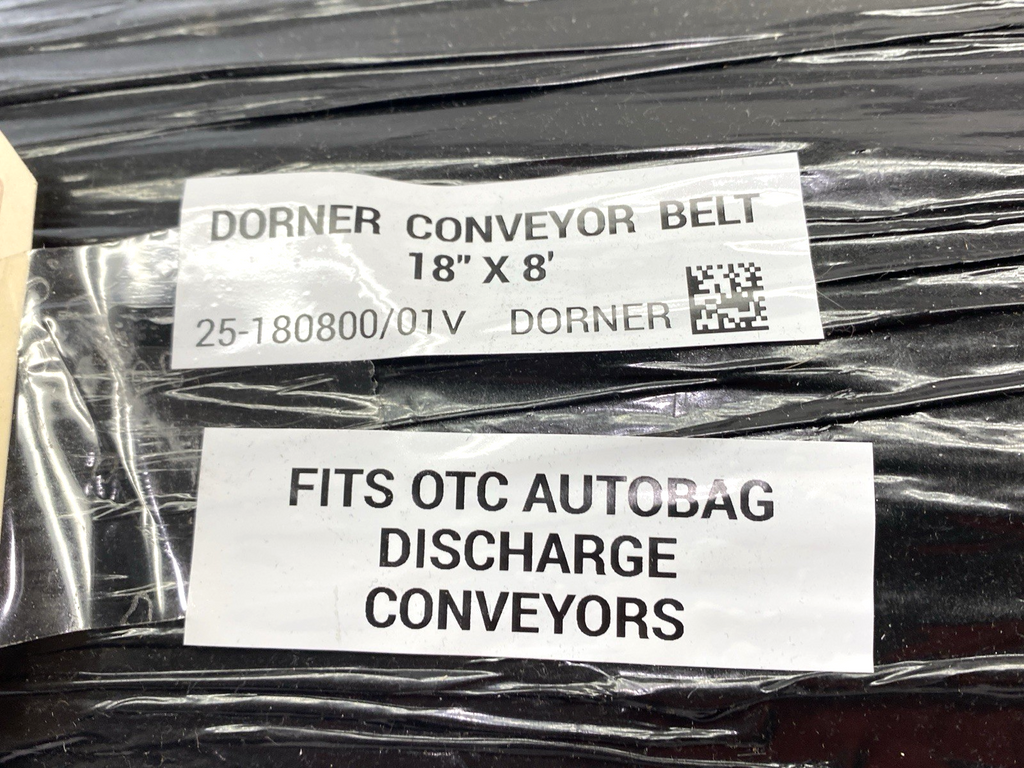 DORNER CONVEYOR BELT
18" X 8'
25-180800/01V DORNER
FITS OTC AUTOBAG
DISCHARGE
CONVEYORS